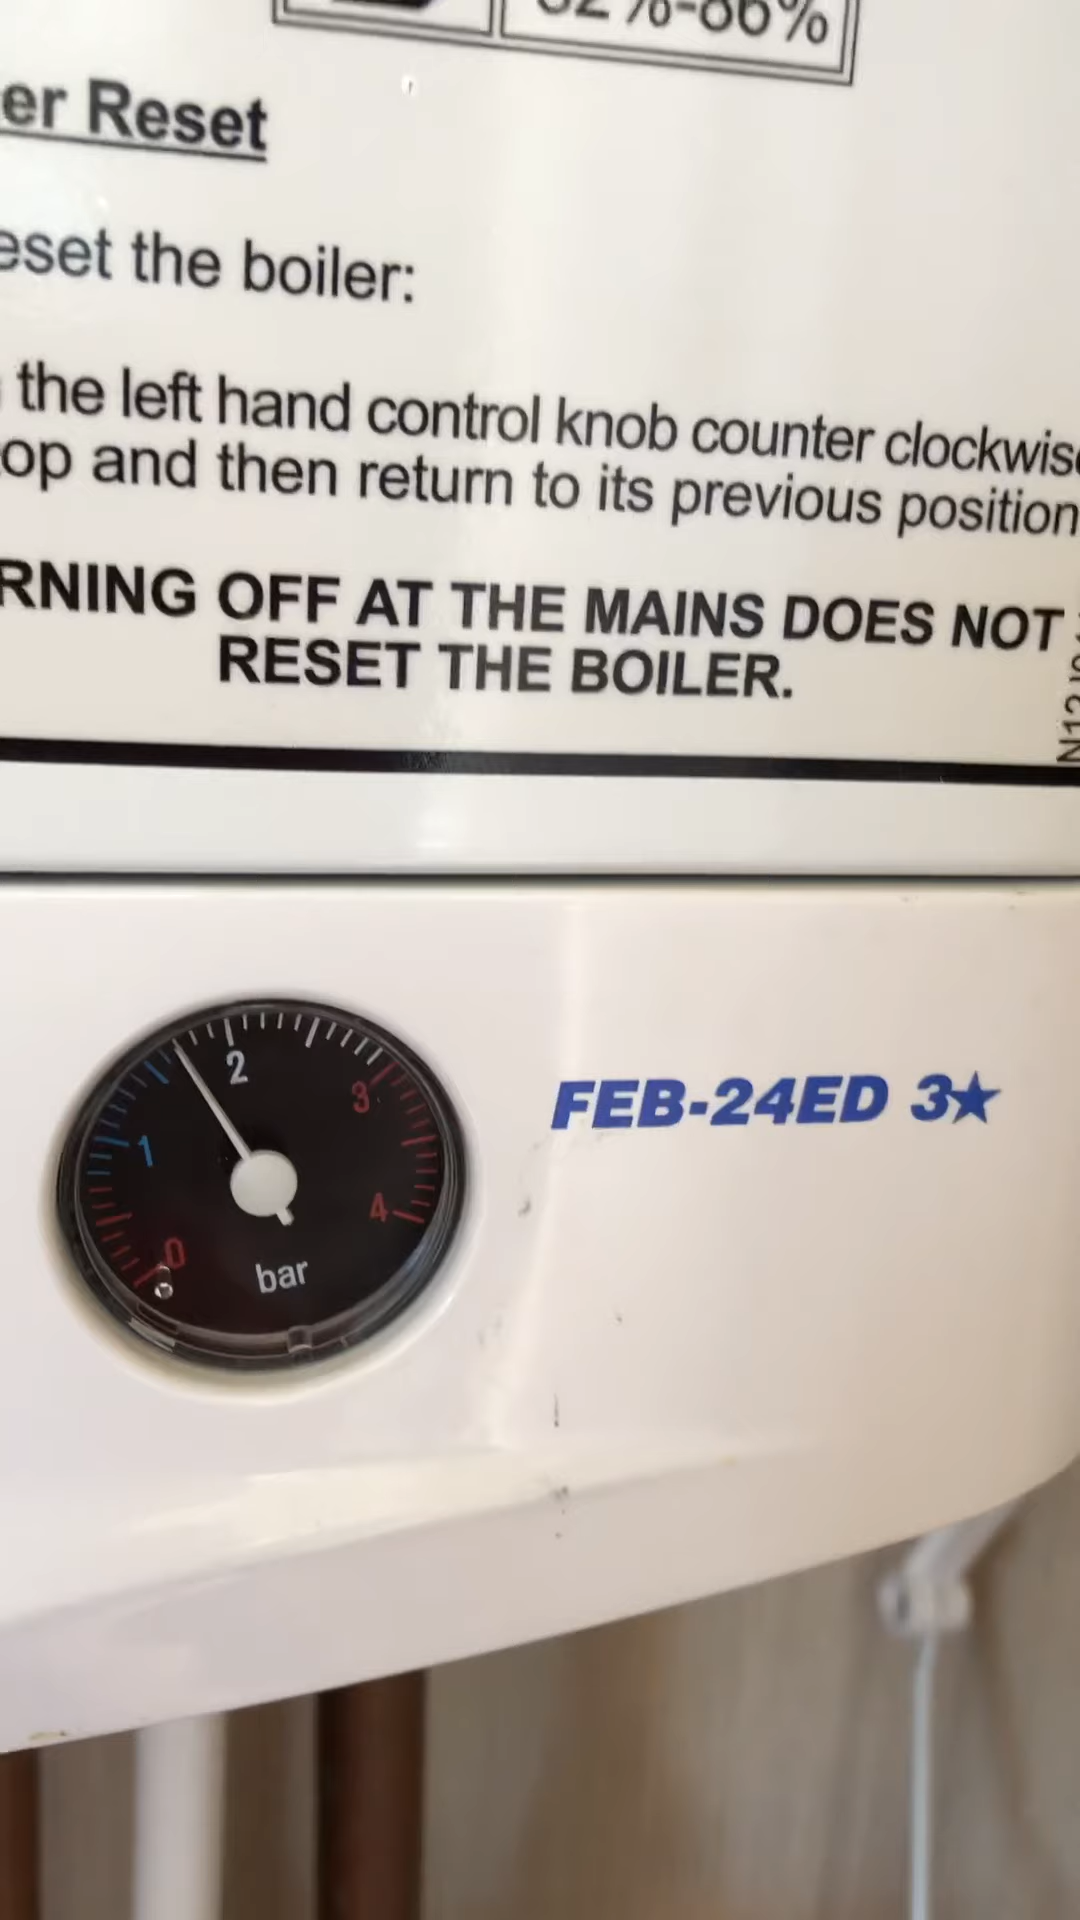 er Reset
eset the boiler:
the left hand control knob counter clockwise
op and then return to its previous position
RNING OFF AT THE MAINS DOES NOT
RESET THE BOILER.
2
3
1
4
0
bar
FEB-24ED 3★